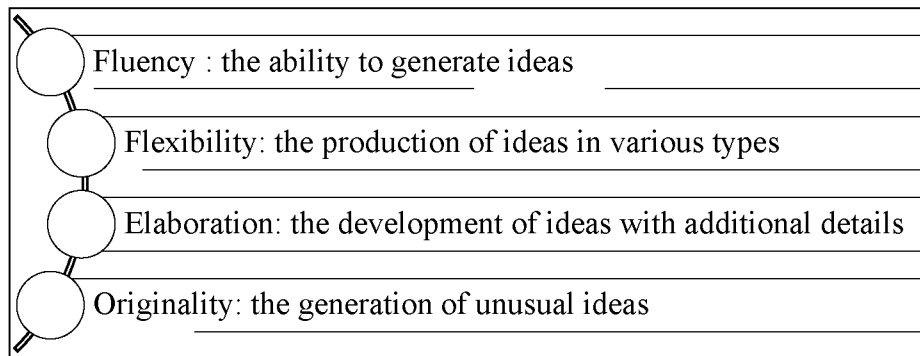 Fluency : the ability to generate ideas
Flexibility: the production of ideas in various types
Elaboration: the development of ideas with additional details
Originality: the generation of unusual ideas